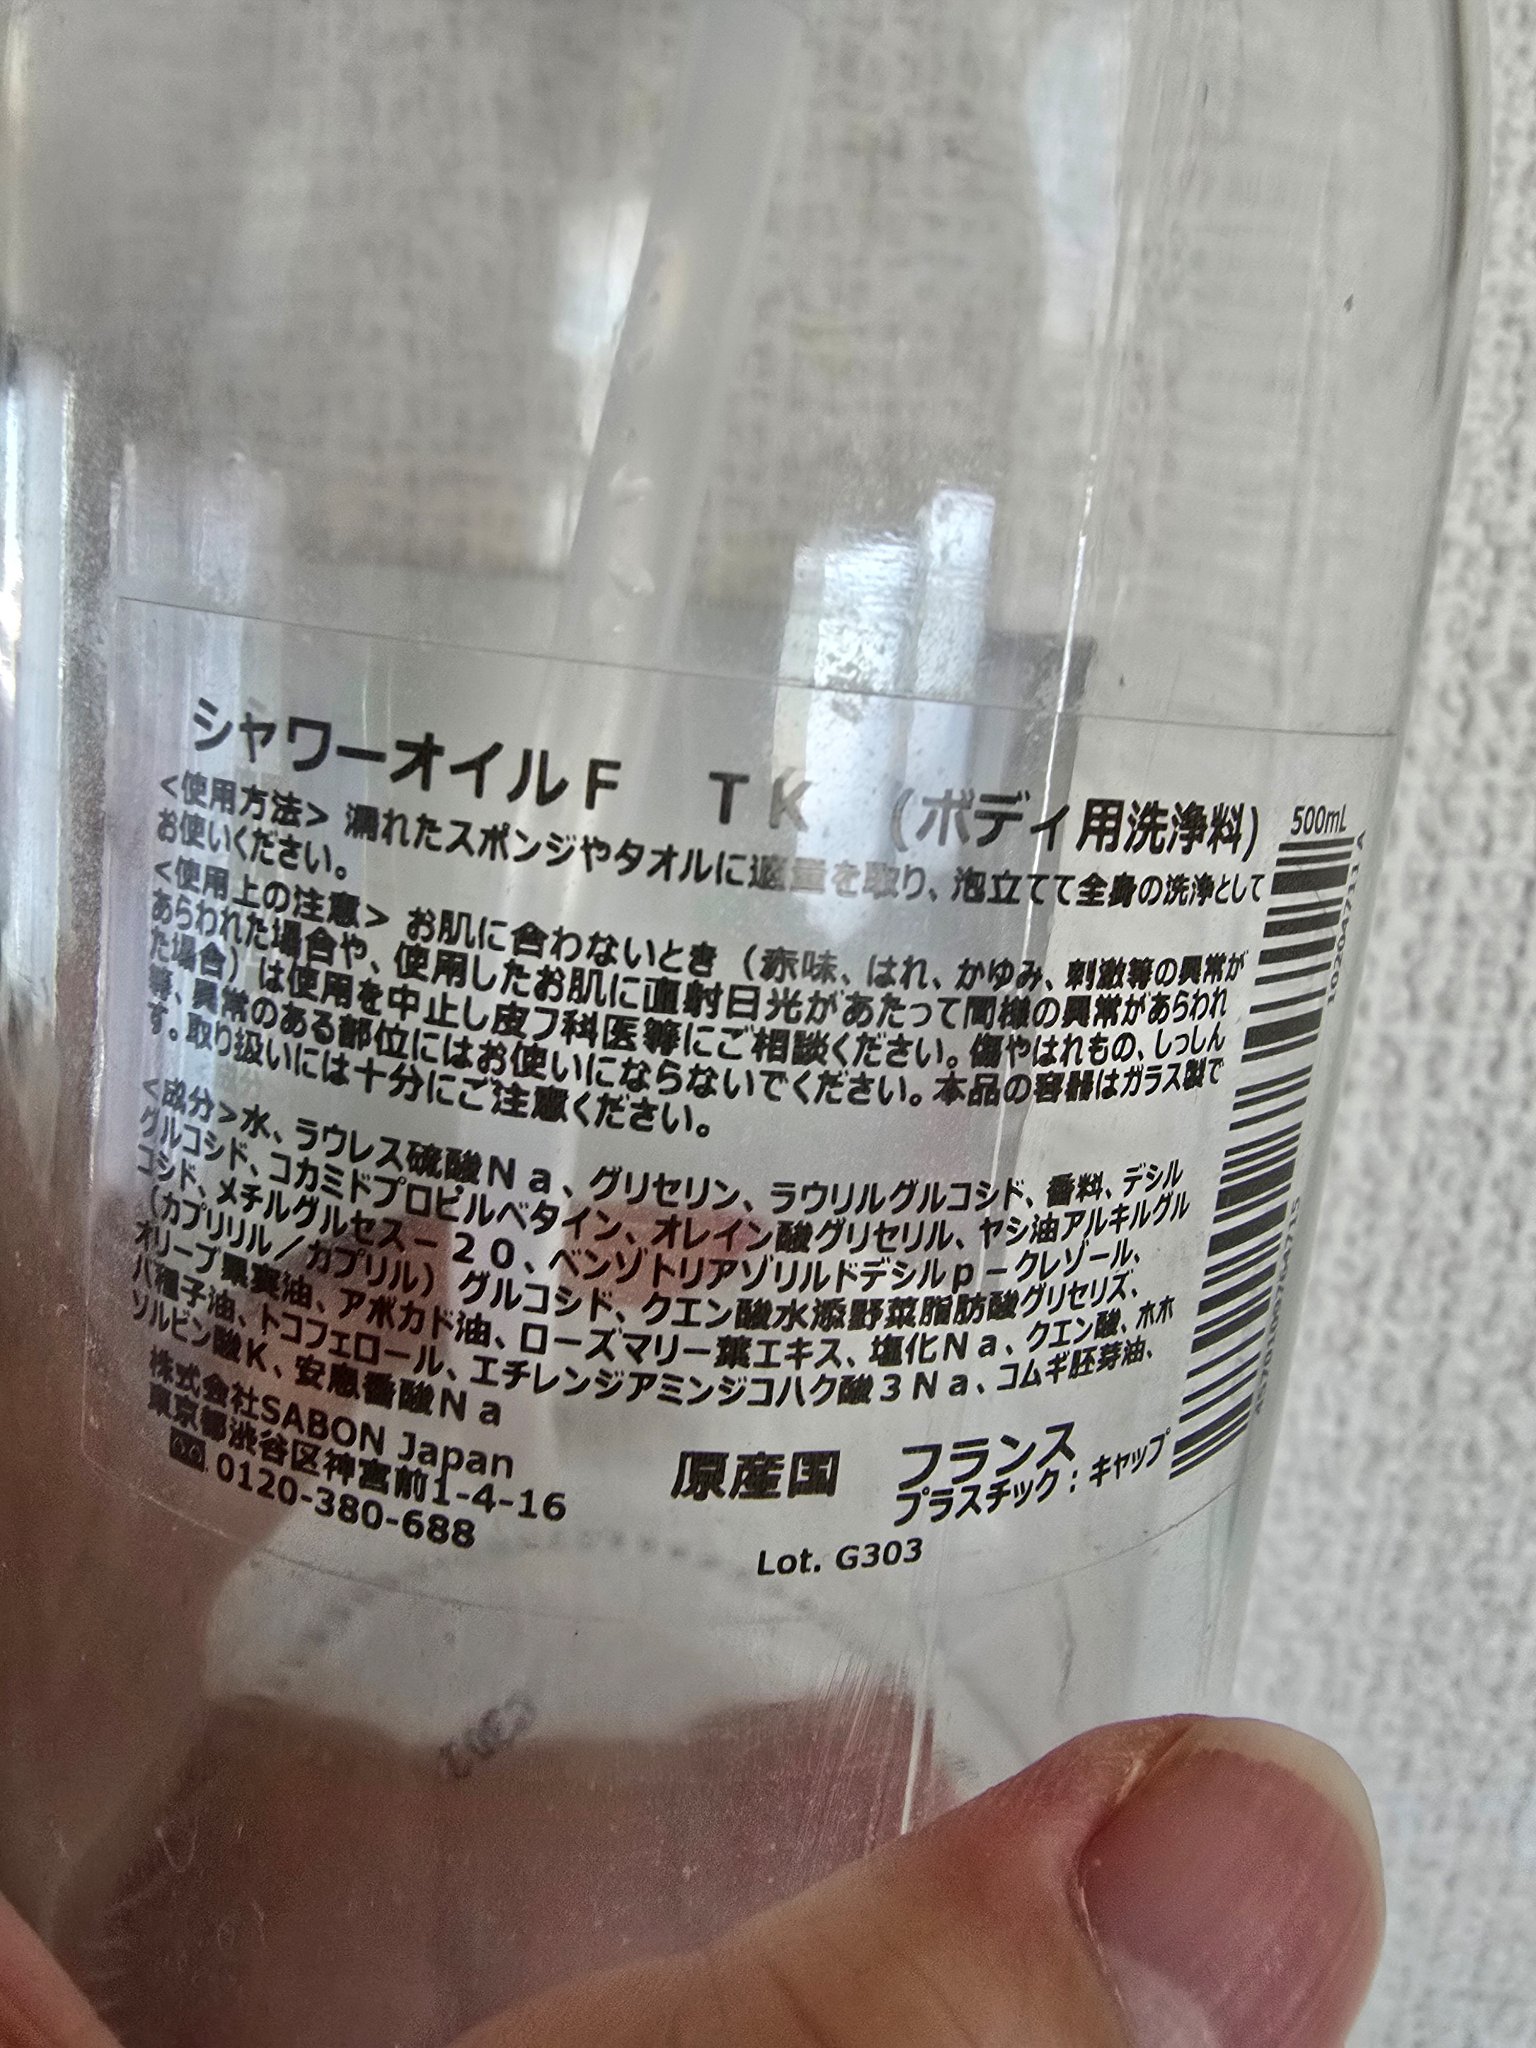 シャワーオイルF　TK　(ボディ用洗浄料)
500mL
<使用方法> 濡れたスポンジやタオルに適量を取り、泡立てて全身の洗浄として
お使いください。
<使用上の注意> お肌に合わないとき（赤味、はれ、かゆみ、刺激等の異常が
あらわれた場合や、使用したお肌に直射日光があたって同様の異常があらわれ
た場合）は使用を中止し皮フ科医等にご相談ください。傷やはれもの、しっしん
等、異常のある部位にはお使いにならないでください。本品の容器はガラス製で
す。取り扱いには十分にご注意ください。
<成分>水、ラウレス硫酸Na、グリセリン、ラウリルグルコシド、香料、デシル
グルコシド、コカミドプロピルベタイン、オレイン酸グリセリル、ヤシ油アルキルグル
コシド、メチルグルセス－20、ベンゾトリアゾリルドデシルp－クレゾール、
（カプリリル／カプリル）グルコシド、クエン酸水添野菜脂肪酸グリセリズ、
オリーブ果実油、アボカド油、ローズマリー葉エキス、塩化Na、クエン酸、ホホ
バ種子油、トコフェロール、エチレンジアミンジコハク酸3Na、コムギ胚芽油、
ソルビン酸K、安息香酸Na
株式会社SABON Japan
東京都渋谷区神宮前1-4-16
0120-380-688
原産国　フランス
プラスチック：キャップ
Lot. G303